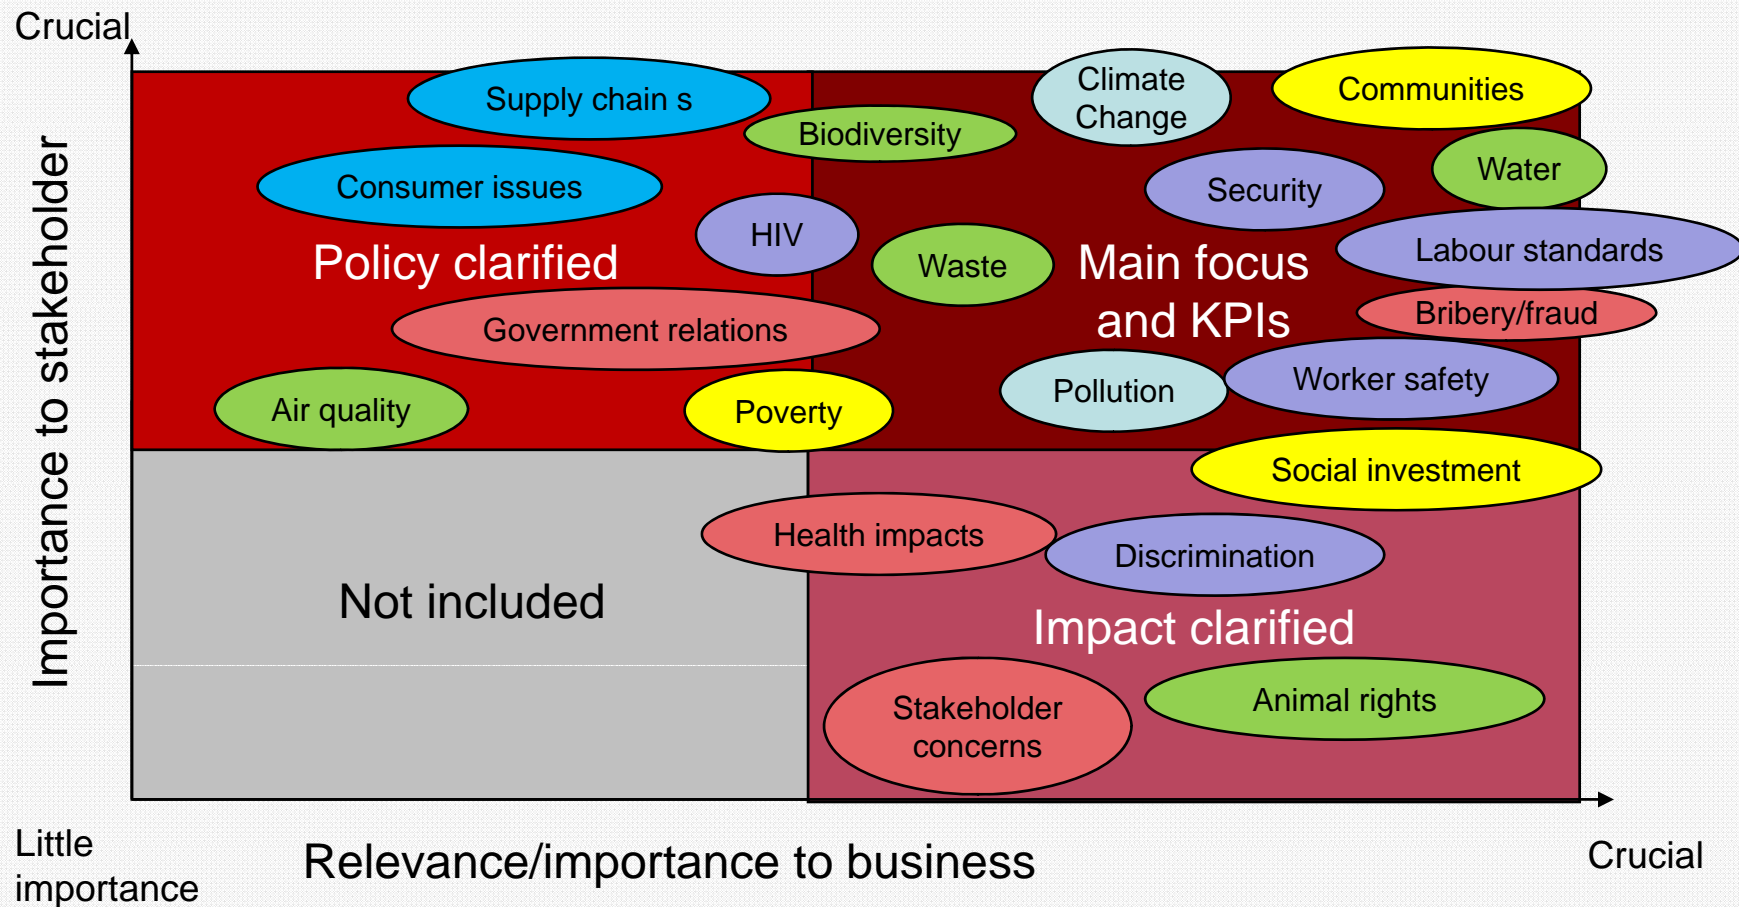 Crucial
Importance to stakeholder
Supply chain s
Biodiversity
Climate
Change
Communities
Consumer issues
HIV
Security
Water
Policy clarified
Waste
Main focus
and KPIs
Labour standards
Government relations
Bribery/fraud
Air quality
Poverty
Pollution
Worker safety
Social investment
Health impacts
Discrimination
Not included
Impact clarified
Stakeholder
concerns
Animal rights
Little
importance
Relevance/importance to business
Crucial